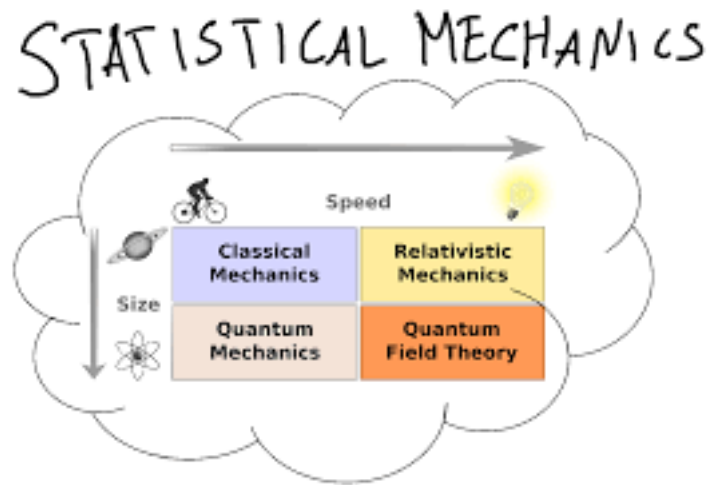 STATISTICAL MECHANICS
Speed
Classical
Mechanics
Relativistic
Mechanics
Size
Quantum
Mechanics
Quantum
Field Theory